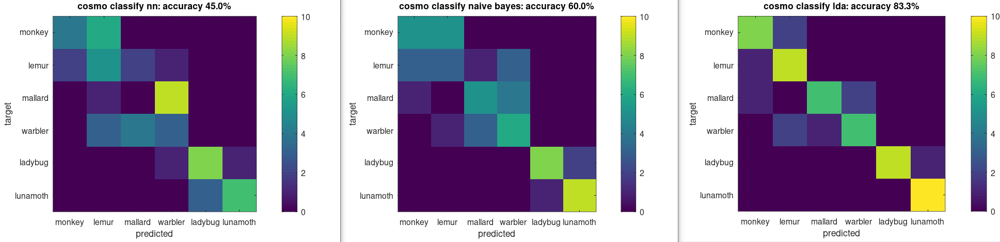 cosmo classify nn: accuracy 45.0%
monkey
lemur
mallard
warbler
ladybug
lunamoth
target
monkey lemur mallard warbler ladybug lunamoth
predicted
10
8
6
4
2
0
cosmo classify naive bayes: accuracy 60.0%
monkey
lemur
mallard
warbler
ladybug
lunamoth
target
monkey lemur mallard warbler ladybug lunamoth
predicted
10
8
6
4
2
0
cosmo classify lda: accuracy 83.3%
monkey
lemur
mallard
warbler
ladybug
lunamoth
target
monkey lemur mallard warbler ladybug lunamoth
predicted
10
8
6
4
2
0